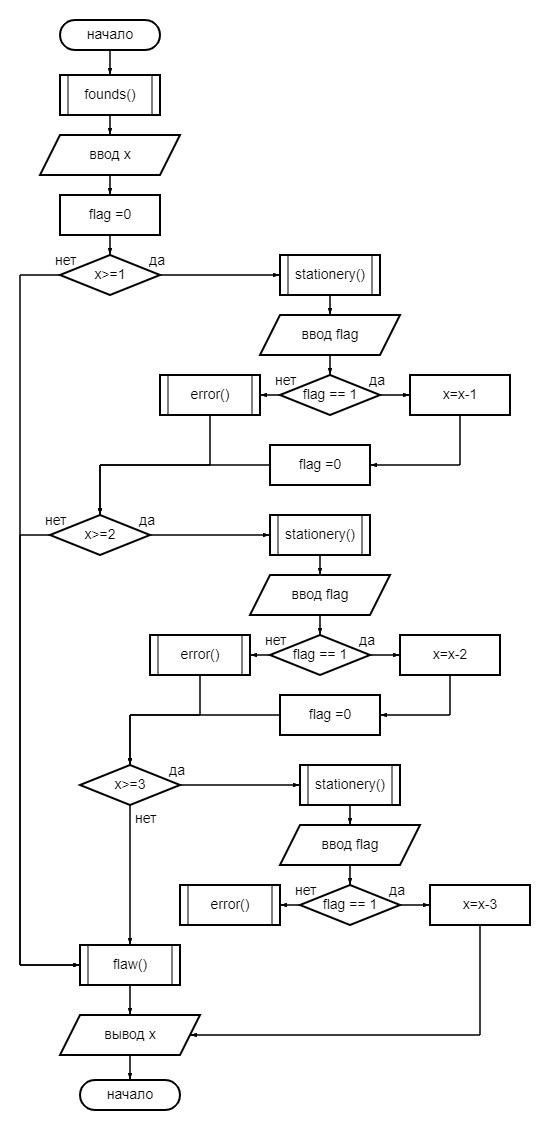 начало
founds()
ввод x
flag =0
нет
x>=1
да
stationery()
ввод flag
error()
нет
flag == 1
да
x=x-1
flag =0
нет
x>=2
да
stationery()
ввод flag
error()
нет
flag == 1
да
x=x-2
flag =0
x>=3
да
нет
stationery()
ввод flag
error()
нет
flag == 1
да
x=x-3
flaw()
вывод x
начало